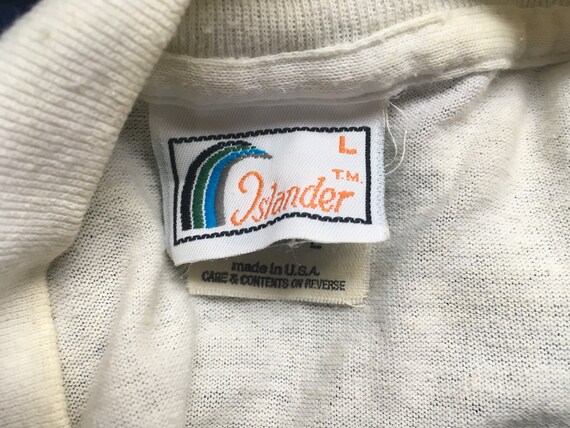 L
T.M.
Islander
made in U.S.A.
CARE & CONTENTS ON REVERSE